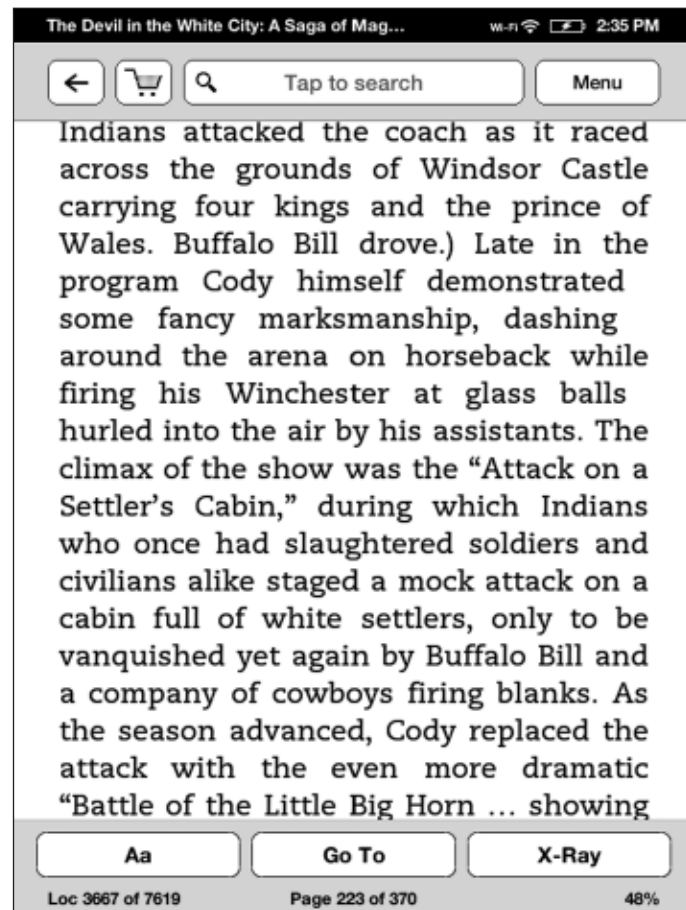 The Devil in the White City: A Saga of Mag... Wi-Fi 2:35 PM
Tap to search Menu
Indians attacked the coach as it raced
across the grounds of Windsor Castle
carrying four kings and the prince of
Wales. Buffalo Bill drove.) Late in the
program Cody himself demonstrated
some fancy marksmanship, dashing
around the arena on horseback while
firing his Winchester at glass balls
hurled into the air by his assistants. The
climax of the show was the “Attack on a
Settler’s Cabin,” during which Indians
who once had slaughtered soldiers and
civilians alike staged a mock attack on a
cabin full of white settlers, only to be
vanquished yet again by Buffalo Bill and
a company of cowboys firing blanks. As
the season advanced, Cody replaced the
attack with the even more dramatic
“Battle of the Little Big Horn … showing
Aa Go To X-Ray
Loc 3667 of 7619 Page 223 of 370 48%